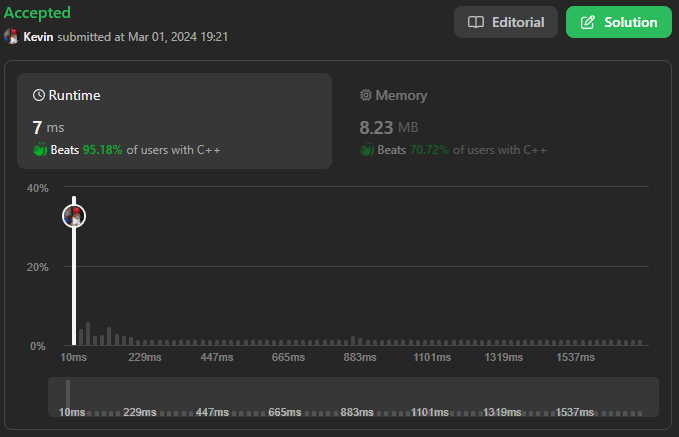 Accepted
Kevin submitted at Mar 01, 2024 19:21
Editorial
Solution
Runtime
7 ms
Beats 95.18% of users with C++
Memory
8.23 MB
Beats 70.72% of users with C++
40%
20%
0%
10ms 229ms 447ms 665ms 883ms 1101ms 1319ms 1537ms
10ms 229ms 447ms 665ms 883ms 1101ms 1319ms 1537ms